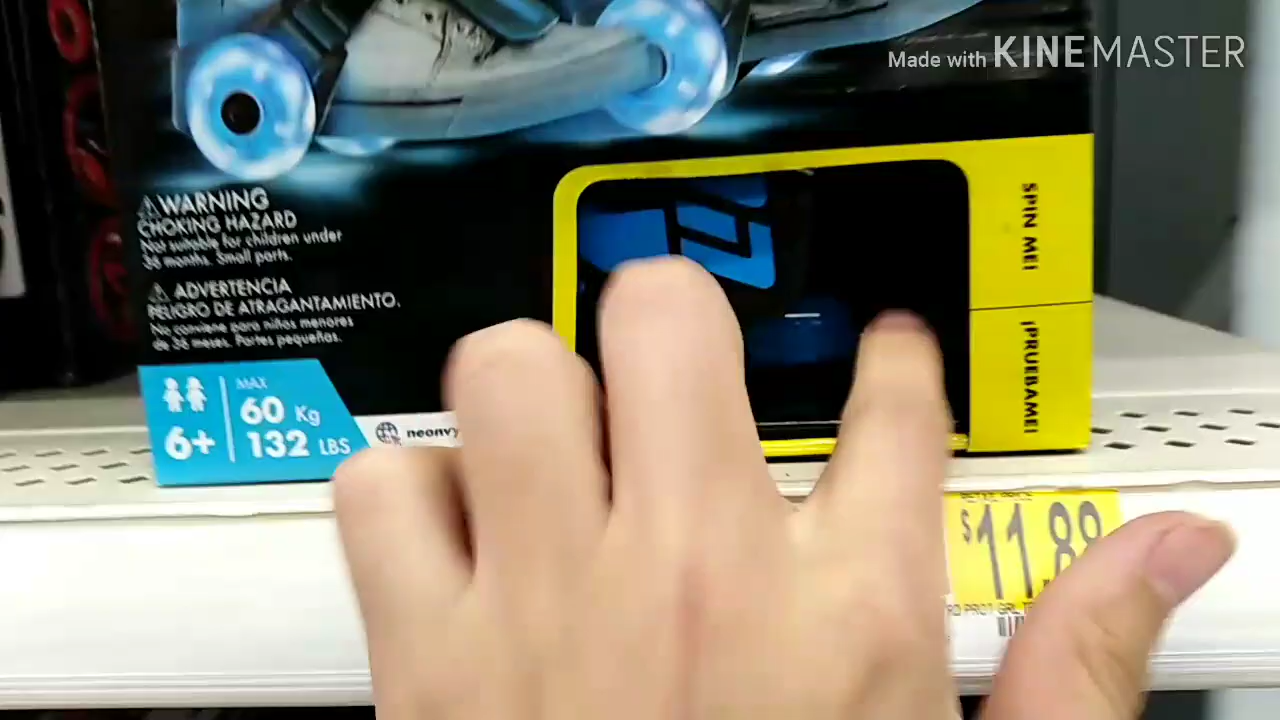 Made with KINEMASTER
⚠ WARNING
CHOKING HAZARD
Not suitable for children under
36 months. Small parts.
⚠ ADVERTENCIA
PELIGRO DE ATRAGANTAMIENTO.
No conviene para niños menores
de 36 meses. Partes pequeñas.
6+
MAX
60 Kg
132 LBS
SPIN ME!
¡PRUEBAME!
$11.88